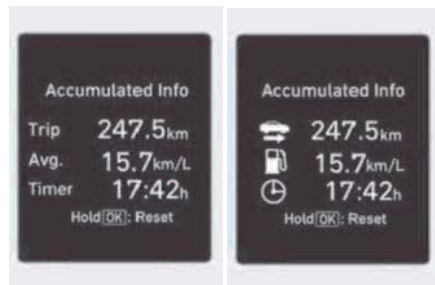 Accumulated Info
Trip 247.5km
Avg. 15.7km/L
Timer 17:42h
Hold[OK]: Reset
Accumulated Info
247.5km
15.7km/L
17:42h
Hold[OK]: Reset